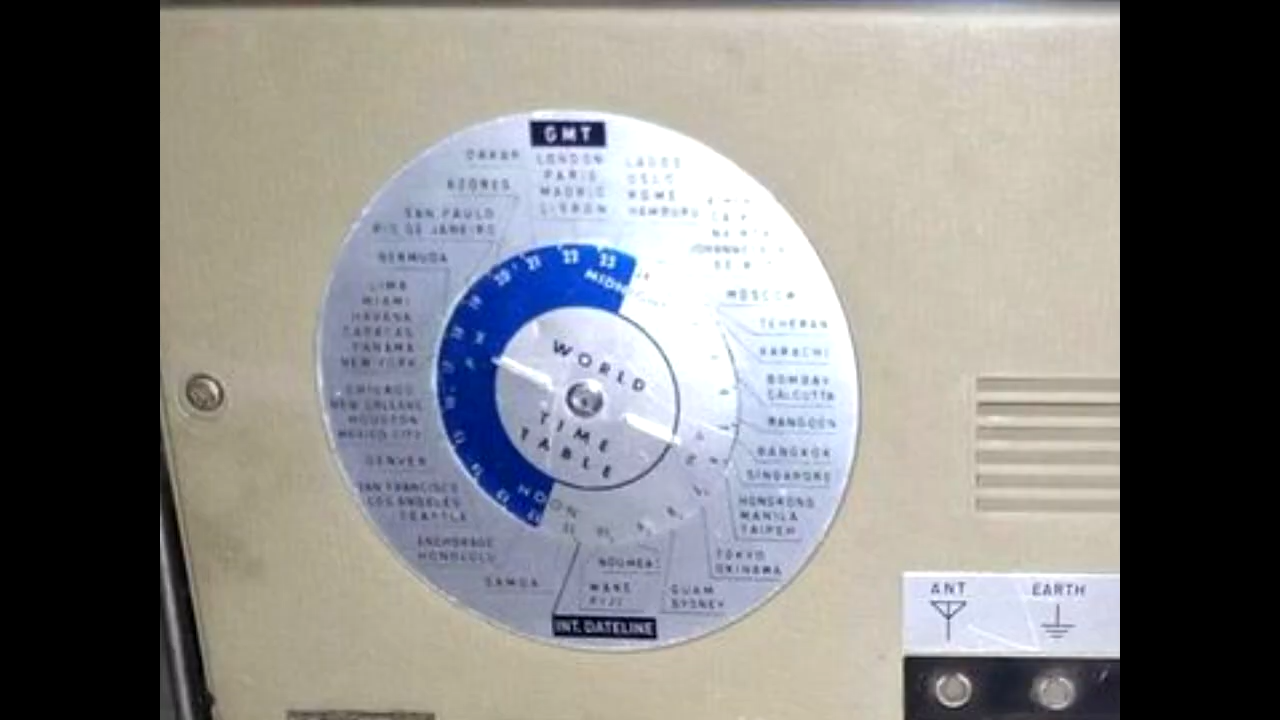 GMT
DAKAR
LONDON
PARIS
MADRID
LISBON
LAGOS
OSLO
ROME
HAMBURG
AZORES
SAN PAULO
RIO DE JANEIRO
BERMUDA
LIMA
MIAMI
HAVANA
CARACAS
PANAMA
NEW YORK
CHICAGO
NEW ORLEANS
HOUSTON
MEXICO CITY
DENVER
SAN FRANCISCO
LOS ANGELES
SEATTLE
ANCHORAGE
HONOLULU
SAMOA
INT. DATELINE
NOUMEA
WAKE
FIJI
GUAM
SYDNEY
TOKYO
OKINAWA
HONGKONG
MANILA
TAIPEH
SINGAPORE
BANGKOK
RANGOON
BOMBAY
CALCUTTA
KARACHI
TEHERAN
MOSCOW
18 19 20 21 22 23
MIDNIGHT
NOON
WORLD
TIME
TABLE
ANT
EARTH